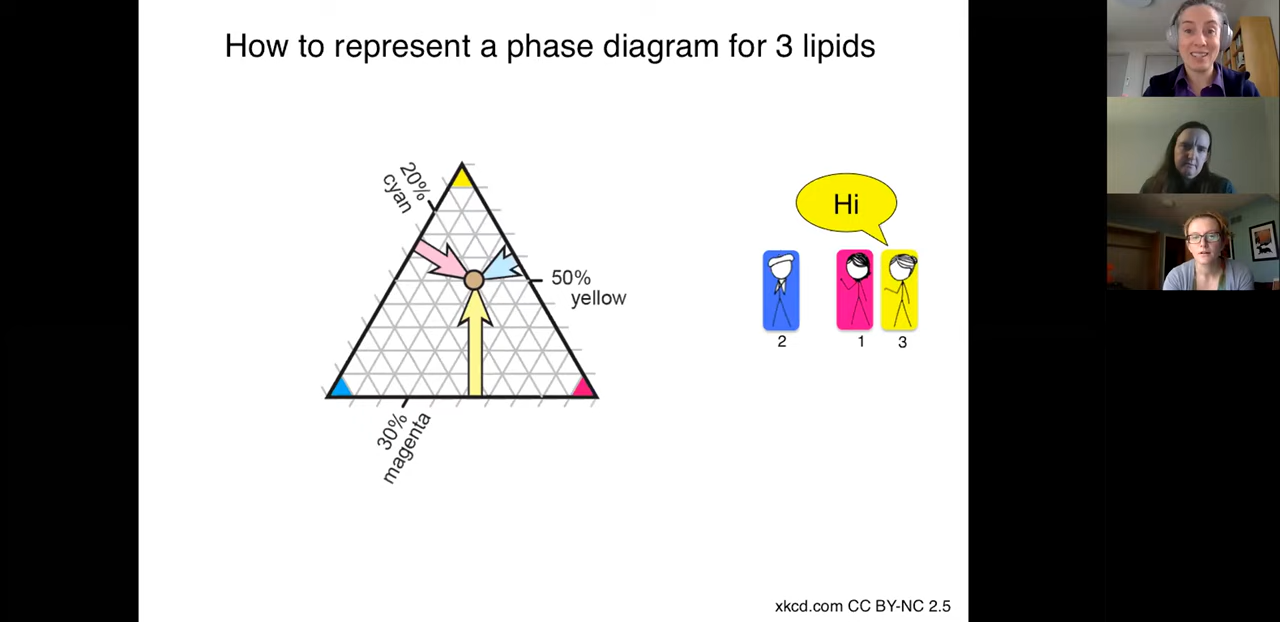 How to represent a phase diagram for 3 lipids
20%
cyan
50%
yellow
30%
magenta
Hi
2
1
3
xkcd.com CC BY-NC 2.5